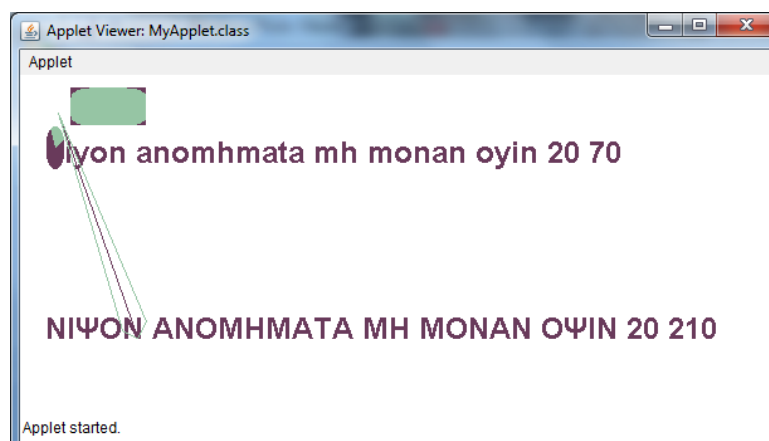 Applet Viewer: MyApplet.class
Applet
iyon anomhmata mh monan oyin 20 70
ΝΙΨΟΝ ΑΝΟΜΗΜΑΤΑ ΜΗ ΜΟΝΑΝ ΟΨΙΝ 20 210
Applet started.